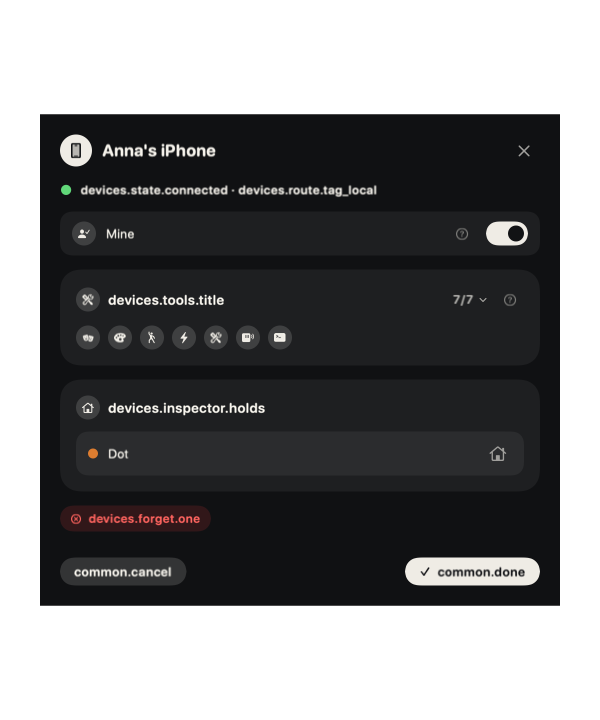 Anna's iPhone
devices.state.connected · devices.route.tag_local
Mine
devices.tools.title 7/7
devices.inspector.holds
Dot
devices.forget.one
common.cancel
common.done